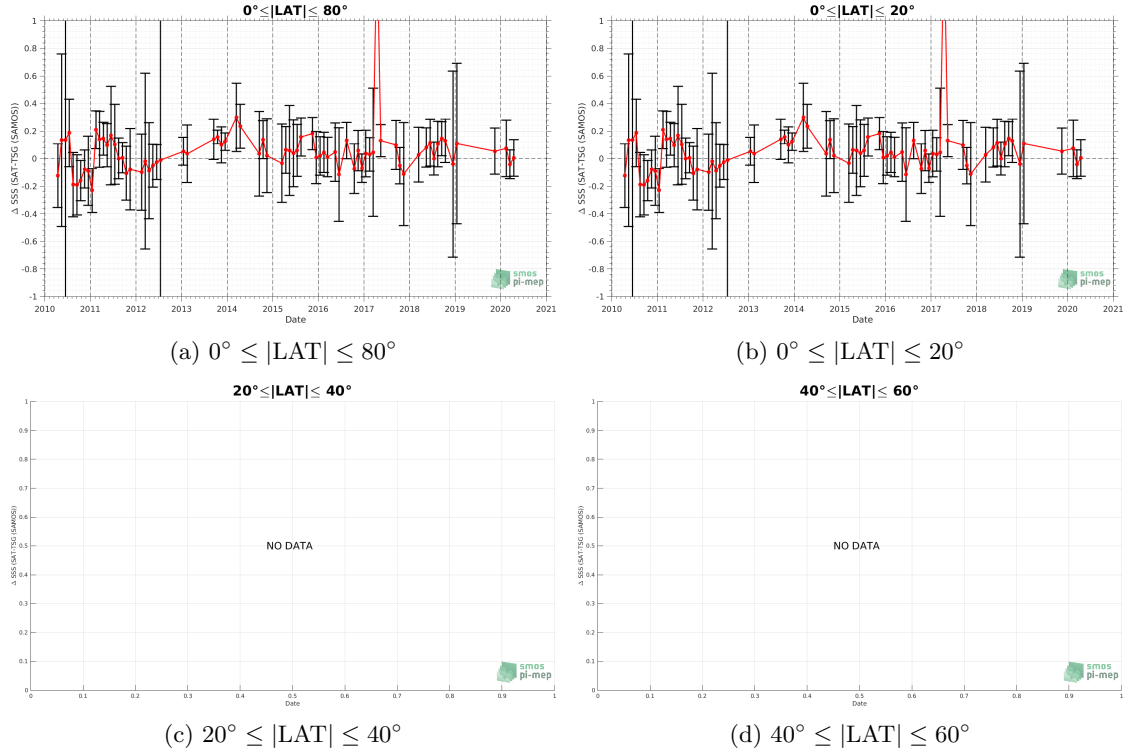 0°≤|LAT|≤ 80°
1
0.8
0.6
0.4
0.2
0
-0.2
-0.4
-0.6
-0.8
-1
Δ SSS (SAT-TSG (SAMOS))
2010 2011 2012 2013 2014 2015 2016 2017 2018 2019 2020 2021
Date
smos
pi-mep
(a) 0° ≤ |LAT| ≤ 80°
0°≤|LAT|≤ 20°
1
0.8
0.6
0.4
0.2
0
-0.2
-0.4
-0.6
-0.8
-1
Δ SSS (SAT-TSG (SAMOS))
2010 2011 2012 2013 2014 2015 2016 2017 2018 2019 2020 2021
Date
smos
pi-mep
(b) 0° ≤ |LAT| ≤ 20°
20°≤|LAT|≤ 40°
1
0.9
0.8
0.7
0.6
0.5
0.4
0.3
0.2
0.1
0
Δ SSS (SAT-TSG (SAMOS))
NO DATA
0 0.1 0.2 0.3 0.4 0.5 0.6 0.7 0.8 0.9 1
Date
smos
pi-mep
(c) 20° ≤ |LAT| ≤ 40°
40°≤|LAT|≤ 60°
1
0.9
0.8
0.7
0.6
0.5
0.4
0.3
0.2
0.1
0
Δ SSS (SAT-TSG (SAMOS))
NO DATA
0 0.1 0.2 0.3 0.4 0.5 0.6 0.7 0.8 0.9 1
Date
smos
pi-mep
(d) 40° ≤ |LAT| ≤ 60°